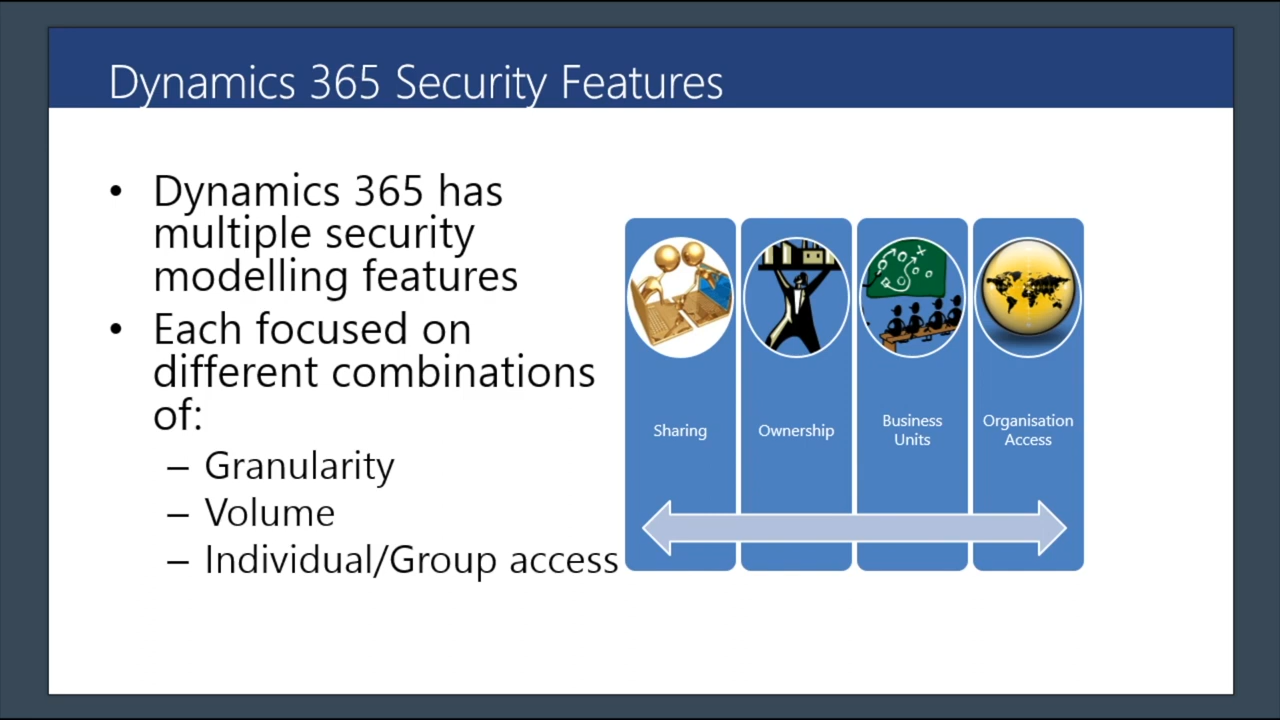 Dynamics 365 Security Features
• Dynamics 365 has
multiple security
modelling features
• Each focused on
different combinations
of:
– Granularity
– Volume
– Individual/Group access
Sharing
Ownership
Business
Units
Organisation
Access